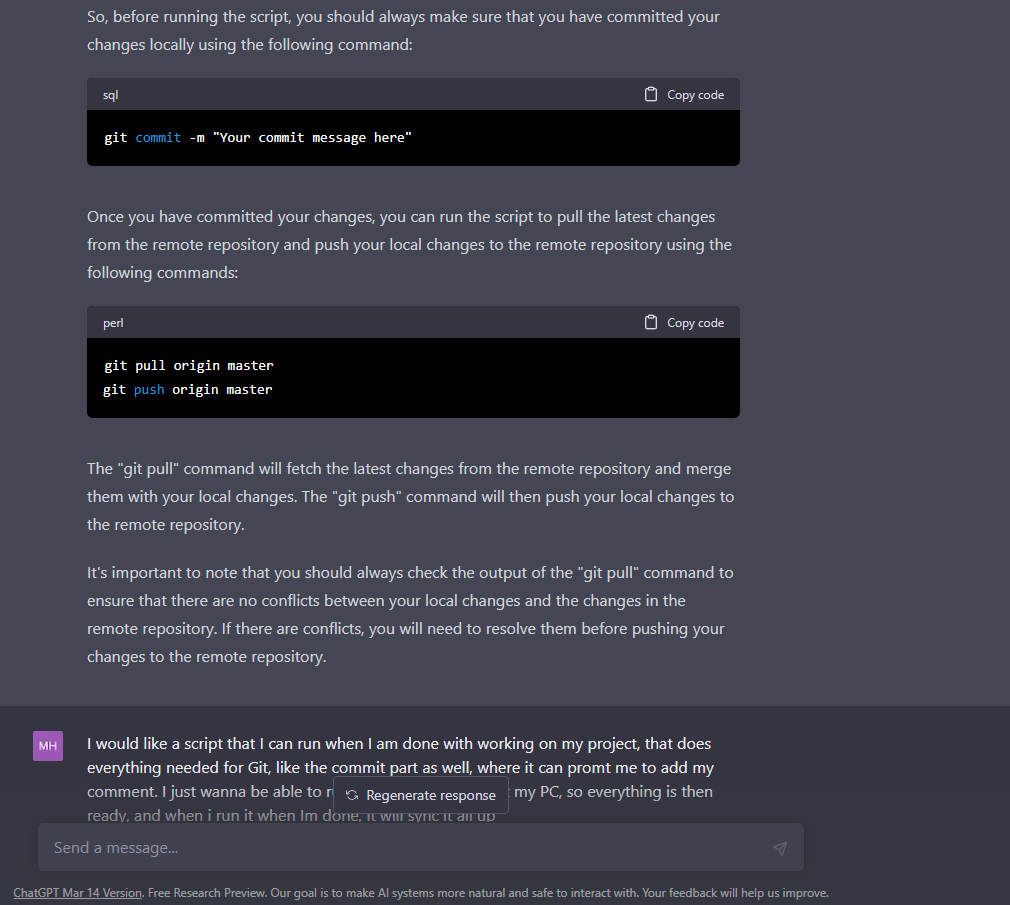 So, before running the script, you should always make sure that you have committed your
changes locally using the following command:
sql
Copy code
git commit -m "Your commit message here"
Once you have committed your changes, you can run the script to pull the latest changes
from the remote repository and push your local changes to the remote repository using the
following commands:
perl
Copy code
git pull origin master
git push origin master
The "git pull" command will fetch the latest changes from the remote repository and merge
them with your local changes. The "git push" command will then push your local changes to
the remote repository.
It's important to note that you should always check the output of the "git pull" command to
ensure that there are no conflicts between your local changes and the changes in the
remote repository. If there are conflicts, you will need to resolve them before pushing your
changes to the remote repository.
MH
I would like a script that I can run when I am done with working on my project, that does
everything needed for Git, like the commit part as well, where it can promt me to add my
comment. I just wanna be able to my PC, so everything is then
Regenerate response
ready, and when i run it when Im done, it will sync it all up
Send a message...
ChatGPT Mar 14 Version. Free Research Preview. Our goal is to make AI systems more natural and safe to interact with. Your feedback will help us improve.